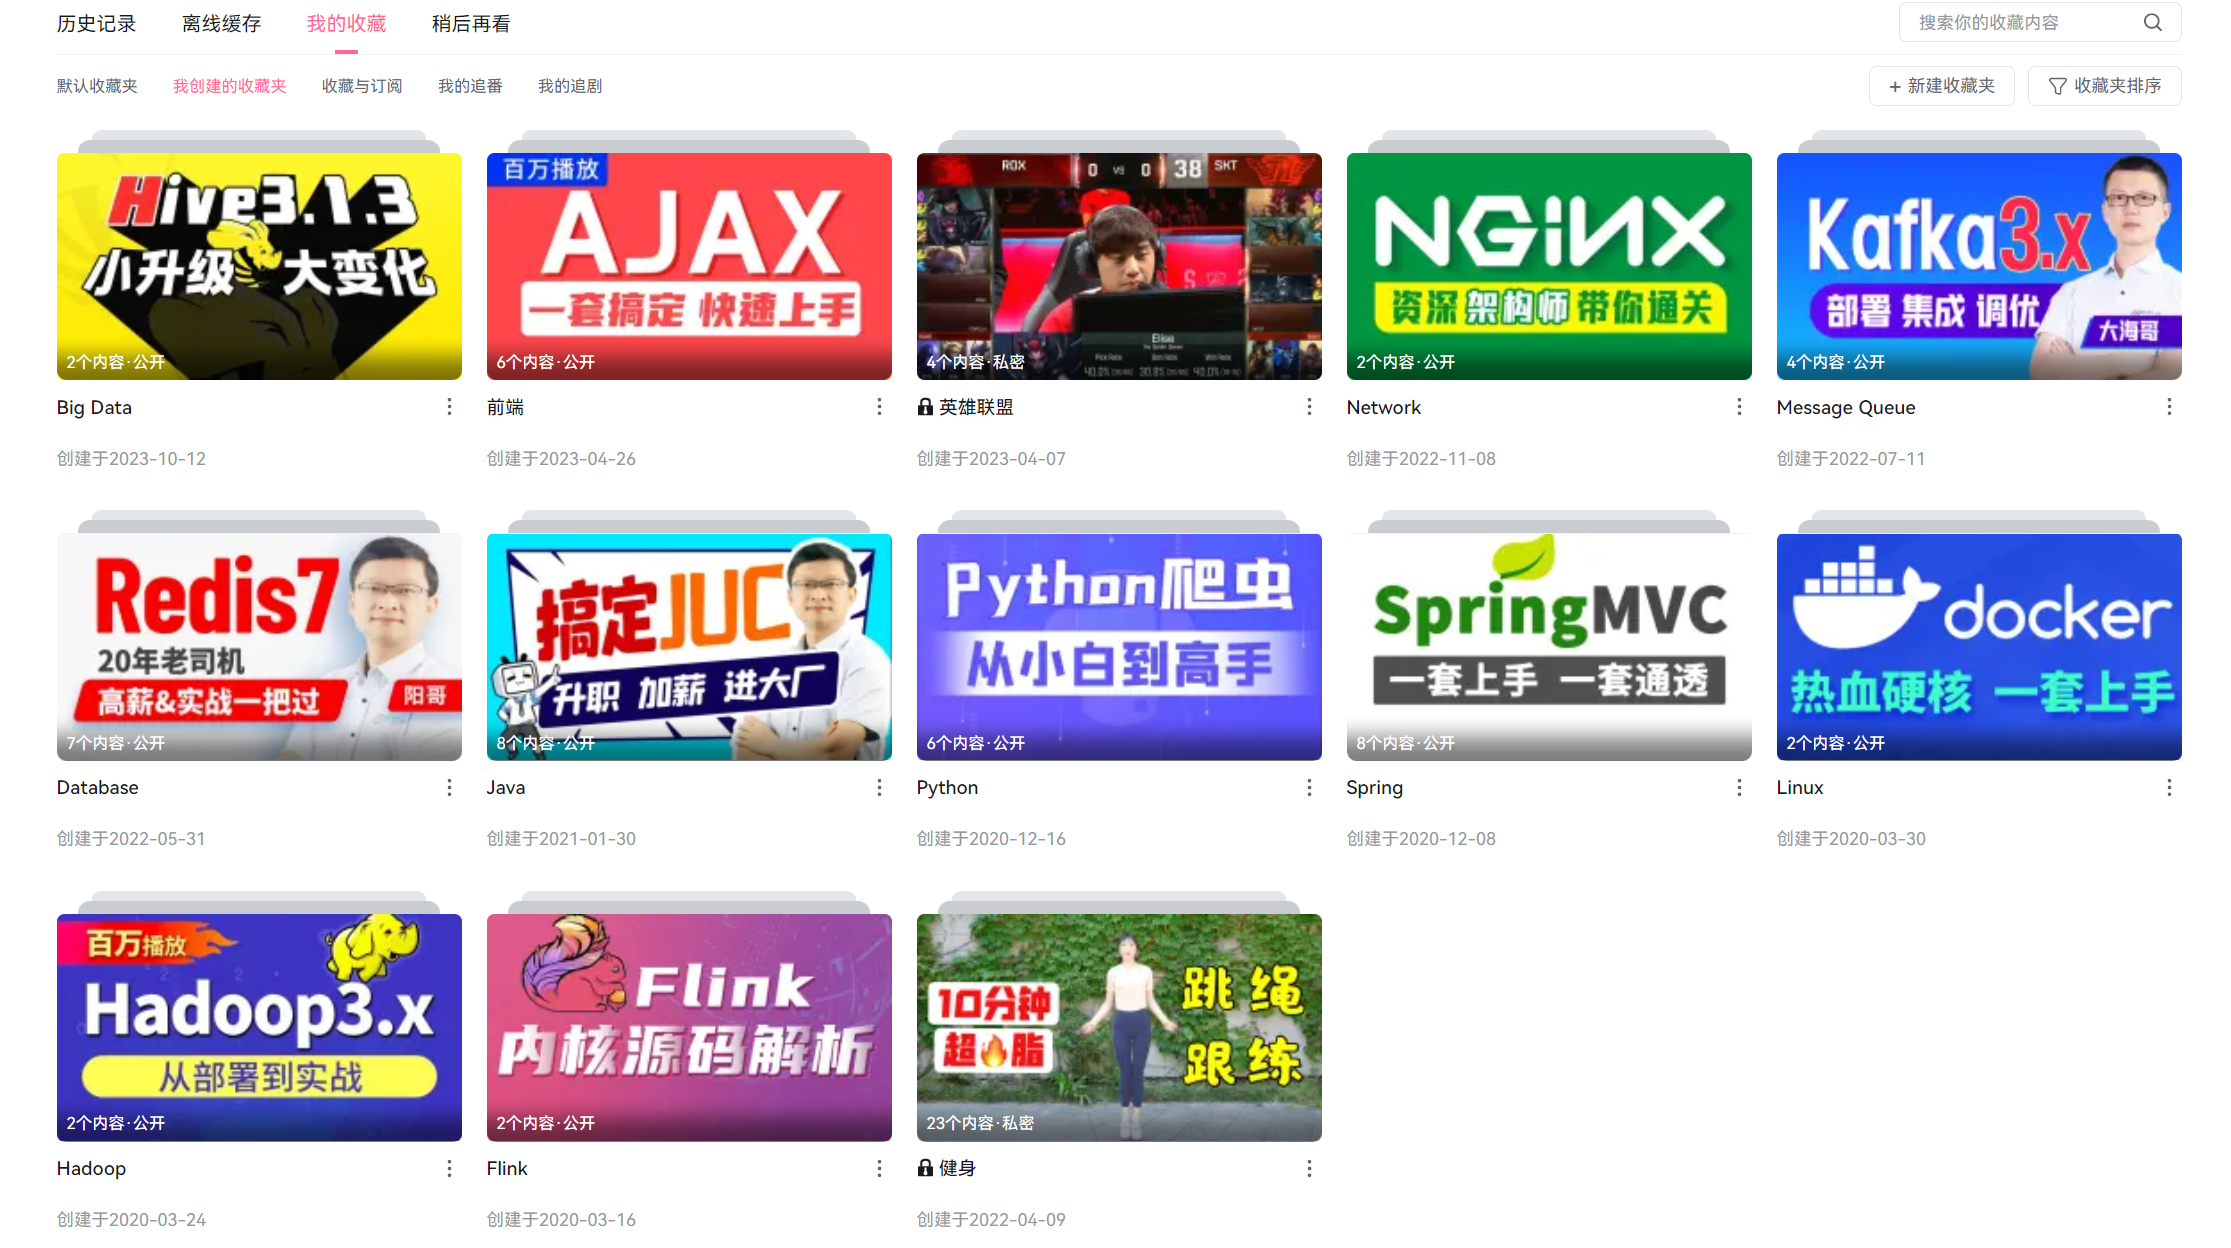 历史记录 离线缓存 我的收藏 稍后再看 搜索你的收藏内容
默认收藏夹 我创建的收藏夹 收藏与订阅 我的追番 我的追剧 + 新建收藏夹 收藏夹排序
Hive3.1.3
小升级 大变化
2个内容·公开
Big Data
创建于2023-10-12
百万播放
AJAX
一套搞定 快速上手
6个内容·公开
前端
创建于2023-04-26
ROX 0 VS 0 38 SKT
Elise
40.0% 30.8% 40.0%
4个内容·私密
英雄联盟
创建于2023-04-07
NGiNX
资深架构师带你通关
2个内容·公开
Network
创建于2022-11-08
Kafka3.x
部署 集成 调优
大海哥
4个内容·公开
Message Queue
创建于2022-07-11
Redis7
20年老司机
高薪&实战一把过
阳哥
7个内容·公开
Database
创建于2022-05-31
搞定JUC
升职 加薪 进大厂
8个内容·公开
Java
创建于2021-01-30
Python爬虫
从小白到高手
6个内容·公开
Python
创建于2020-12-16
SpringMVC
一套上手 一套通透
8个内容·公开
Spring
创建于2020-12-08
docker
热血硬核 一套上手
2个内容·公开
Linux
创建于2020-03-30
百万播放
Hadoop3.x
从部署到实战
2个内容·公开
Hadoop
创建于2020-03-24
Flink
内核源码解析
2个内容·公开
Flink
创建于2020-03-16
10分钟
超🔥脂
跳绳
跟练
23个内容·私密
健身
创建于2022-04-09